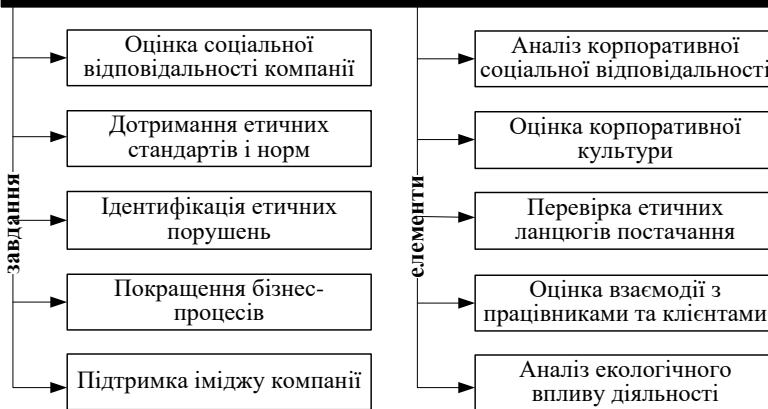 завдання
Оцінка соціальної
відповідальності компанії
Дотримання етичних
стандартів і норм
Ідентифікація етичних
порушень
Покращення бізнес-
процесів
Підтримка іміджу компанії
елементи
Аналіз корпоративної
соціальної відповідальності
Оцінка корпоративної
культури
Перевірка етичних
ланцюгів постачання
Оцінка взаємодії з
працівниками та клієнтами
Аналіз екологічного
впливу діяльності